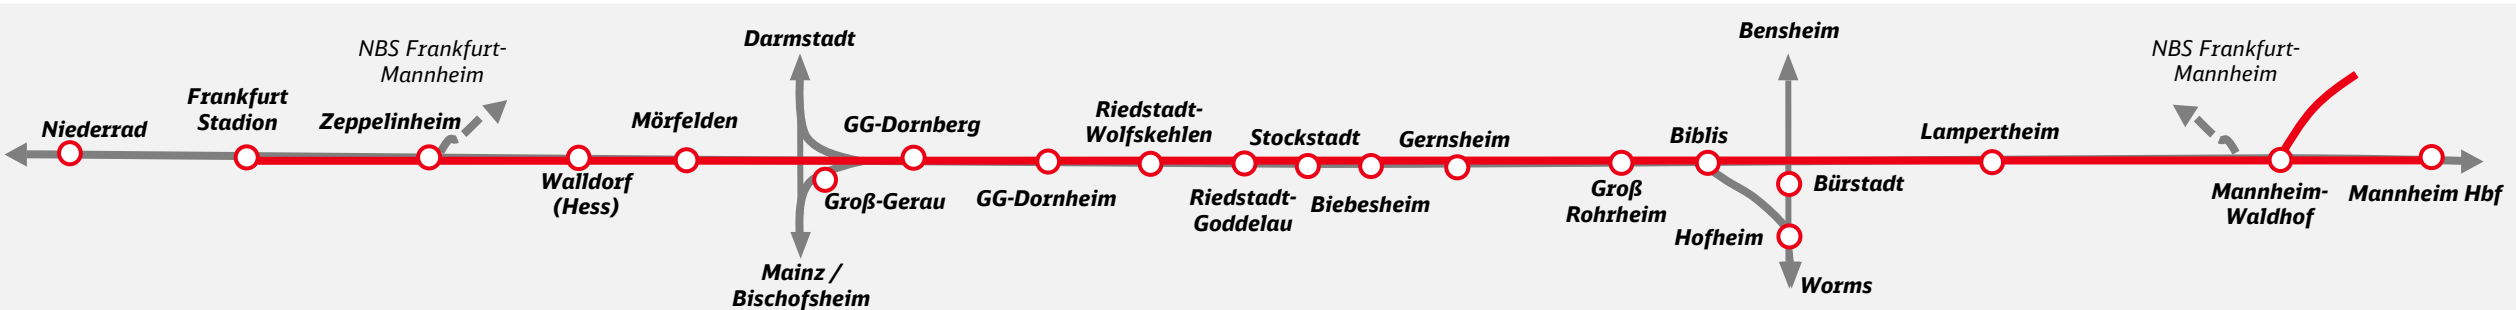 Niederrad
Frankfurt
Stadion
Zeppelinheim
NBS Frankfurt-
Mannheim
Walldorf
(Hess)
Mörfelden
Darmstadt
Mainz /
Bischofsheim
Groß-Gerau
GG-Dornberg
GG-Dornheim
Riedstadt-
Wolfskehlen
Riedstadt-
Goddelau
Stockstadt
Biebesheim
Gernsheim
Groß
Rohrheim
Biblis
Bensheim
Bürstadt
Hofheim
Worms
Lampertheim
NBS Frankfurt-
Mannheim
Mannheim-
Waldhof
Mannheim Hbf